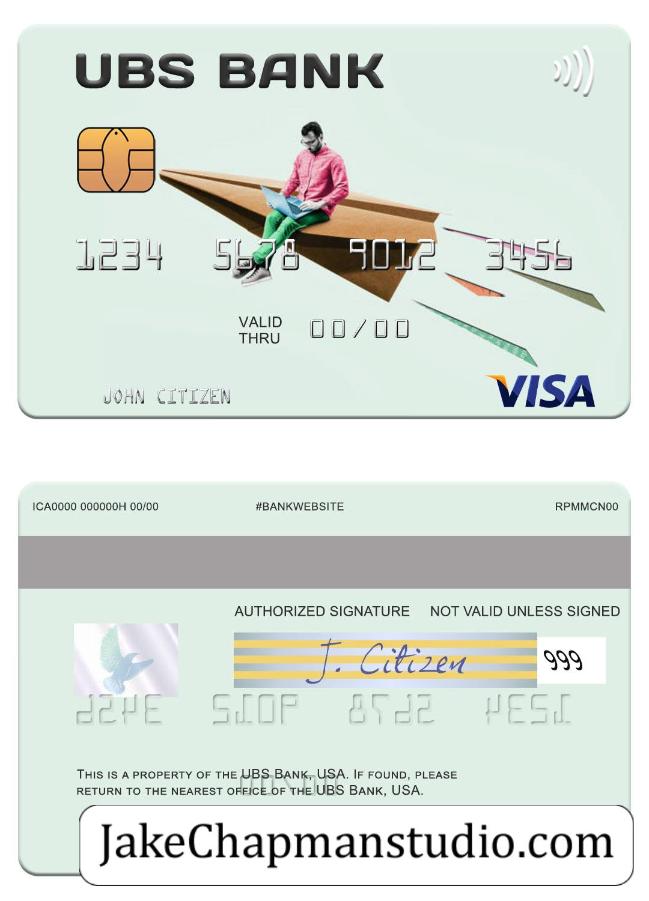 UBS BANK
1234 5678 9012 3456
VALID THRU 00/00
JOHN CITIZEN
VISA
ICA0000 000000H 00/00 #BANKWEBSITE RPMMCN00
AUTHORIZED SIGNATURE NOT VALID UNLESS SIGNED
J. Citizen 999
THIS IS A PROPERTY OF THE UBS BANK, USA. IF FOUND, PLEASE
RETURN TO THE NEAREST OFFICE OF THE UBS BANK, USA.
JakeChapmanstudio.com